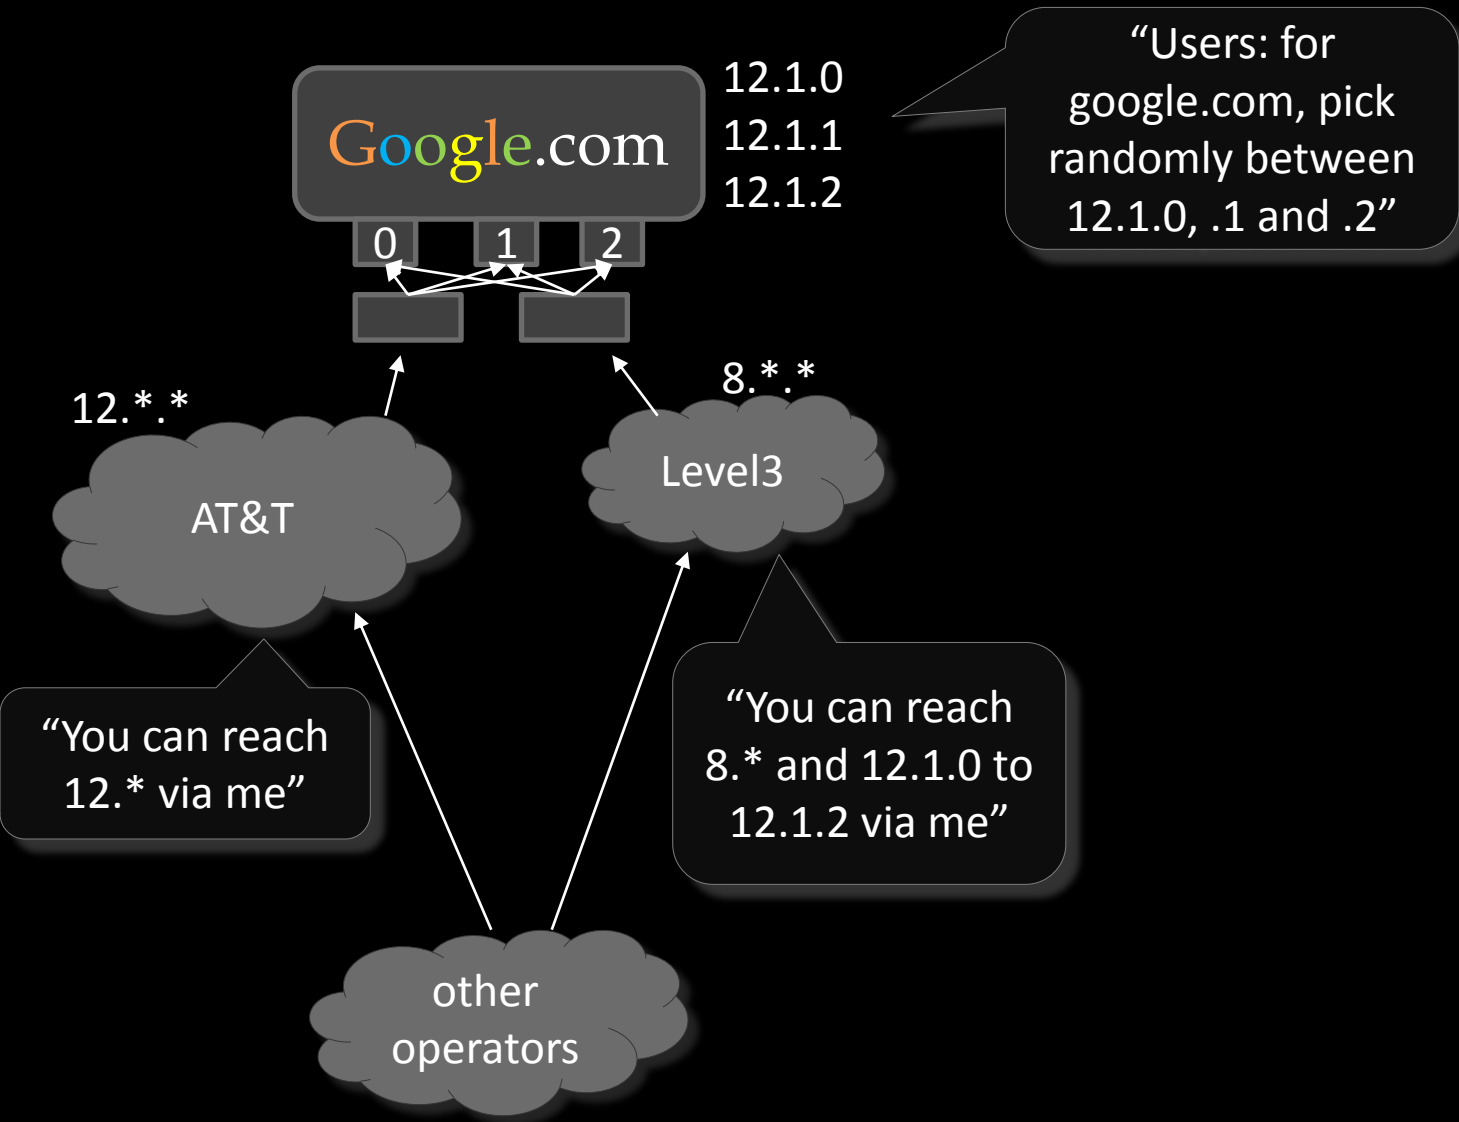 Google.com
12.1.0
12.1.1
12.1.2
“Users: for
google.com, pick
randomly between
12.1.0, .1 and .2”
0
1
2
12.*.*
8.*.*
AT&T
Level3
“You can reach
12.* via me”
“You can reach
8.* and 12.1.0 to
12.1.2 via me”
other
operators